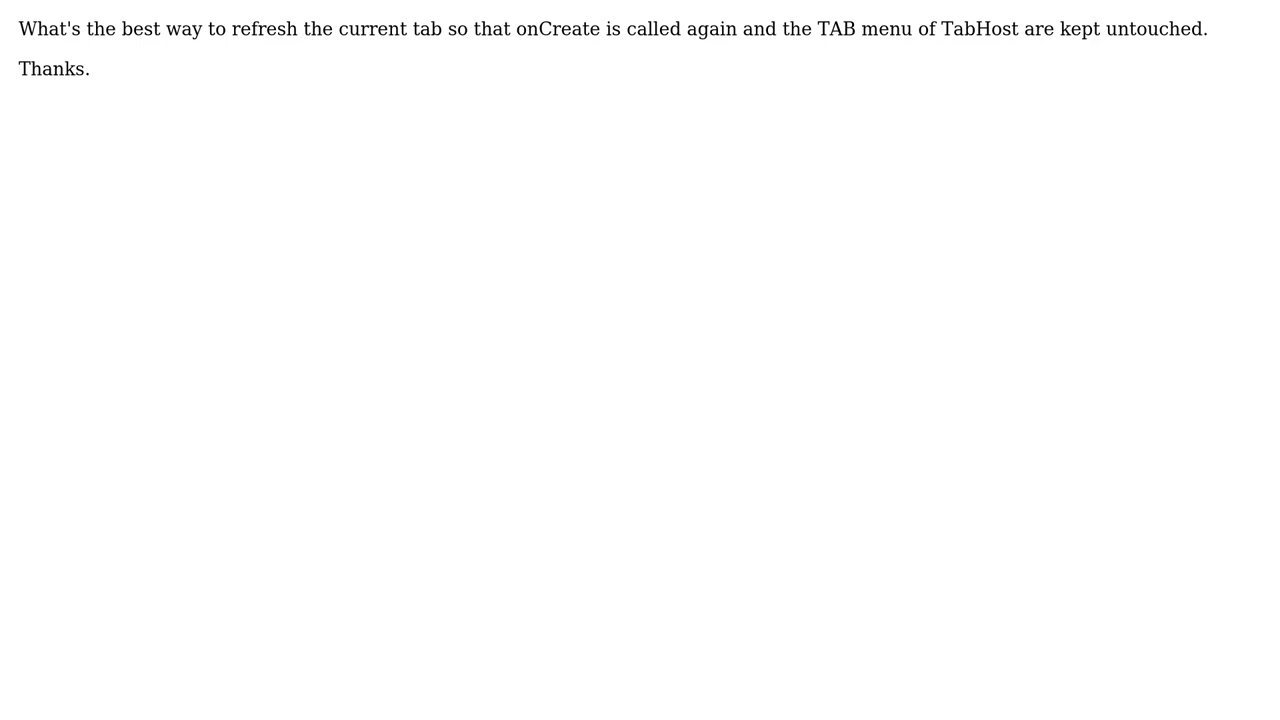 What's the best way to refresh the current tab so that onCreate is called again and the TAB menu of TabHost are kept untouched.
Thanks.